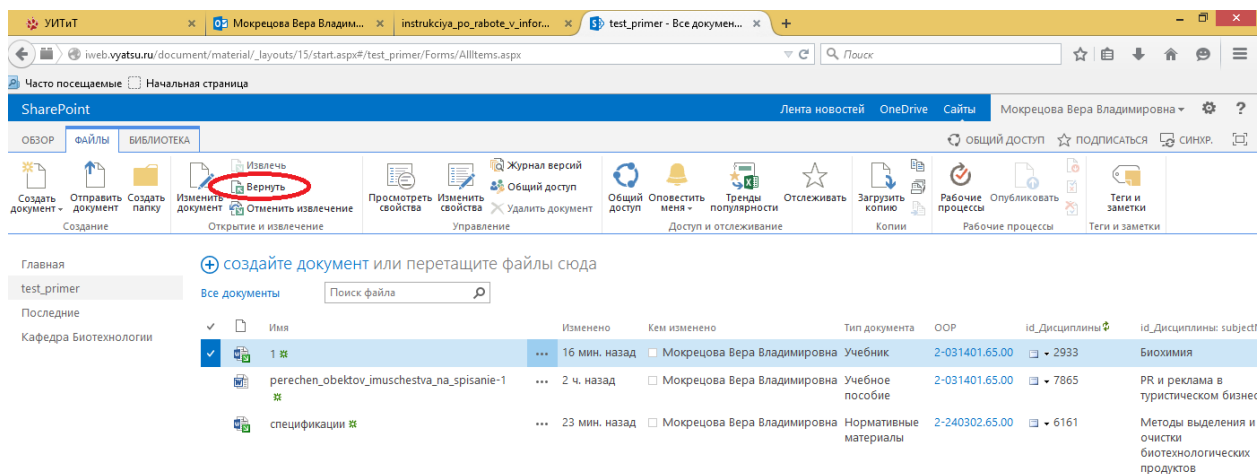 УИТиТ
Мокрецова Вера Владим...
instrukciya_po_rabote_v_infor...
test_primer - Все докумен...
iweb.vyatsu.ru/document/material/_layouts/15/start.aspx#/test_primer/Forms/AllItems.aspx
Поиск
Часто посещаемые Начальная страница
SharePoint
Лента новостей OneDrive Сайты Мокрецова Вера Владимировна ?
ОБЗОР ФАЙЛЫ БИБЛИОТЕКА
ОБЩИЙ ДОСТУП ПОДПИСАТЬСЯ СИНХР.
Создать документ
Отправить документ
Создать папку
Создание
Изменить документ
Извлечь
Вернуть
Отменить извлечение
Открытие и извлечение
Просмотреть свойства
Изменить свойства
Журнал версий
Общий доступ
Удалить документ
Управление
Общий доступ
Оповестить меня
Тренды популярности
Отслеживать
Доступ и отслеживание
Загрузить копию
Копии
Рабочие процессы
Опубликовать
Рабочие процессы
Теги и заметки
Теги и заметки
Главная
test_primer
Последние
Кафедра Биотехнологии
создайте документ или перетащите файлы сюда
Все документы
Поиск файла
Имя Изменено Кем изменено Тип документа ООР id_Дисциплины id_Дисциплины: subjectf
1 ... 16 мин. назад Мокрецова Вера Владимировна Учебник 2-031401.65.00 2933 Биохимия
perechen_obektov_imuschestva_na_spisanie-1 ... 2 ч. назад Мокрецова Вера Владимировна Учебное пособие 2-031401.65.00 7865 PR и реклама в туристическом бизнес
спецификации ... 23 мин. назад Мокрецова Вера Владимировна Нормативные материалы 2-240302.65.00 6161 Методы выделения и очистки биотехнологических продуктов